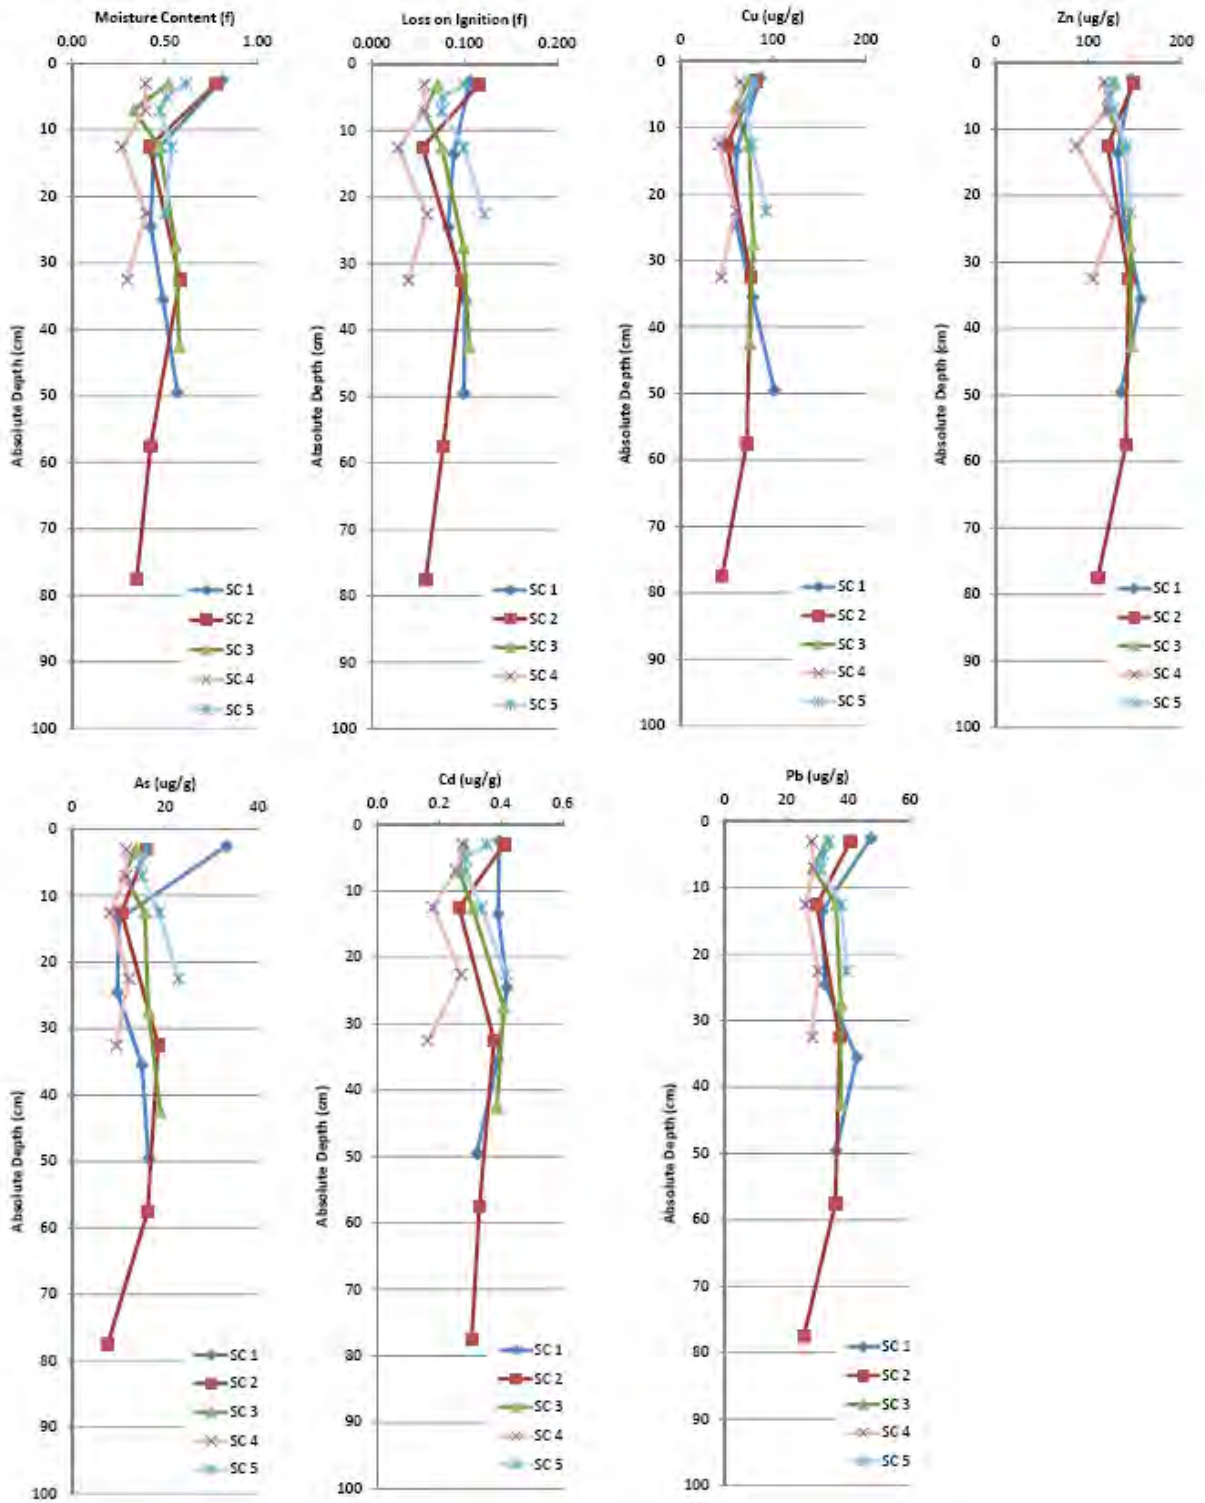 Moisture Content (f)
0.00 0.50 1.00
0
10
20
30
40
50
60
70
80
90
100
Absolute Depth (cm)
SC 1
SC 2
SC 3
SC 4
SC 5
Loss on Ignition (f)
0.000 0.100 0.200
0
10
20
30
40
50
60
70
80
90
100
Absolute Depth (cm)
SC 1
SC 2
SC 3
SC 4
SC 5
Cu (ug/g)
0 100 200
0
10
20
30
40
50
60
70
80
90
100
Absolute Depth (cm)
SC 1
SC 2
SC 3
SC 4
SC 5
Zn (ug/g)
0 100 200
0
10
20
30
40
50
60
70
80
90
100
Absolute Depth (cm)
SC 1
SC 2
SC 3
SC 4
SC 5
As (ug/g)
0 20 40
0
10
20
30
40
50
60
70
80
90
100
Absolute Depth (cm)
SC 1
SC 2
SC 3
SC 4
SC 5
Cd (ug/g)
0.0 0.2 0.4 0.6
0
10
20
30
40
50
60
70
80
90
100
Absolute Depth (cm)
SC 1
SC 2
SC 3
SC 4
SC 5
Pb (ug/g)
0 20 40 60
0
10
20
30
40
50
60
70
80
90
100
Absolute Depth (cm)
SC 1
SC 2
SC 3
SC 4
SC 5